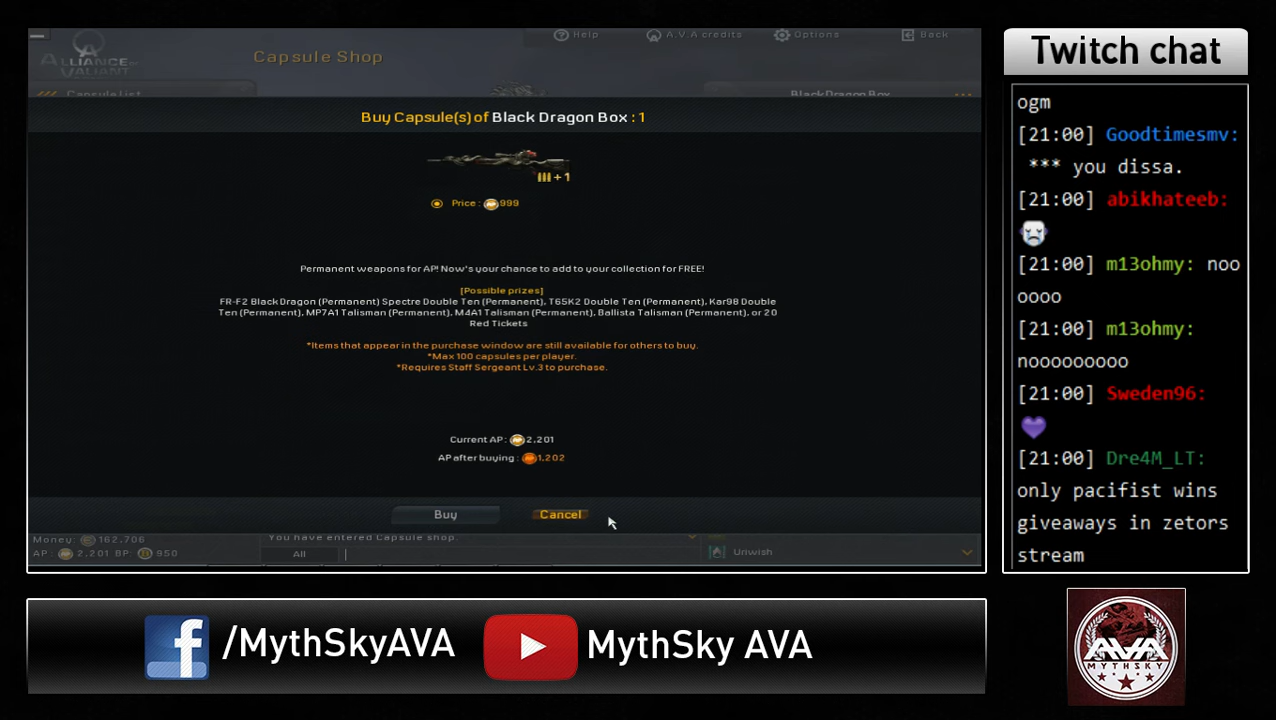 Help
A.V.A credits
Options
Back
ALLIANCE OF
VALIANT
Capsule Shop
Capsule List
Black Dragon Box
Buy Capsule(s) of Black Dragon Box : 1
+1
Price : 999
Permanent weapons for AP! Now's your chance to add to your collection for FREE!
[Possible prizes]
FR-F2 Black Dragon (Permanent) Spectre Double Ten (Permanent), T65K2 Double Ten (Permanent), Kar98 Double
Ten (Permanent), MP7A1 Talisman (Permanent), M4A1 Talisman (Permanent), Ballista Talisman (Permanent), or 20
Red Tickets
*Items that appear in the purchase window are still available for others to buy.
*Max 100 capsules per player.
*Requires Staff Sergeant Lv.3 to purchase.
Current AP : 2,201
AP after buying : 1,202
Buy
Cancel
Money: 162,706
AP : 2,201 BP: 950
You have entered Capsule shop.
All
Unwish
Twitch chat
ogm
[21:00] Goodtimesmv:
*** you dissa.
[21:00] abikhateeb:
[21:00] m13ohmy: noo
oooo
[21:00] m13ohmy:
nooooooooo
[21:00] Sweden96:
[21:00] Dre4M_LT:
only pacifist wins
giveaways in zetors
stream
/MythSkyAVA
MythSky AVA
AVA
MYTHSKY